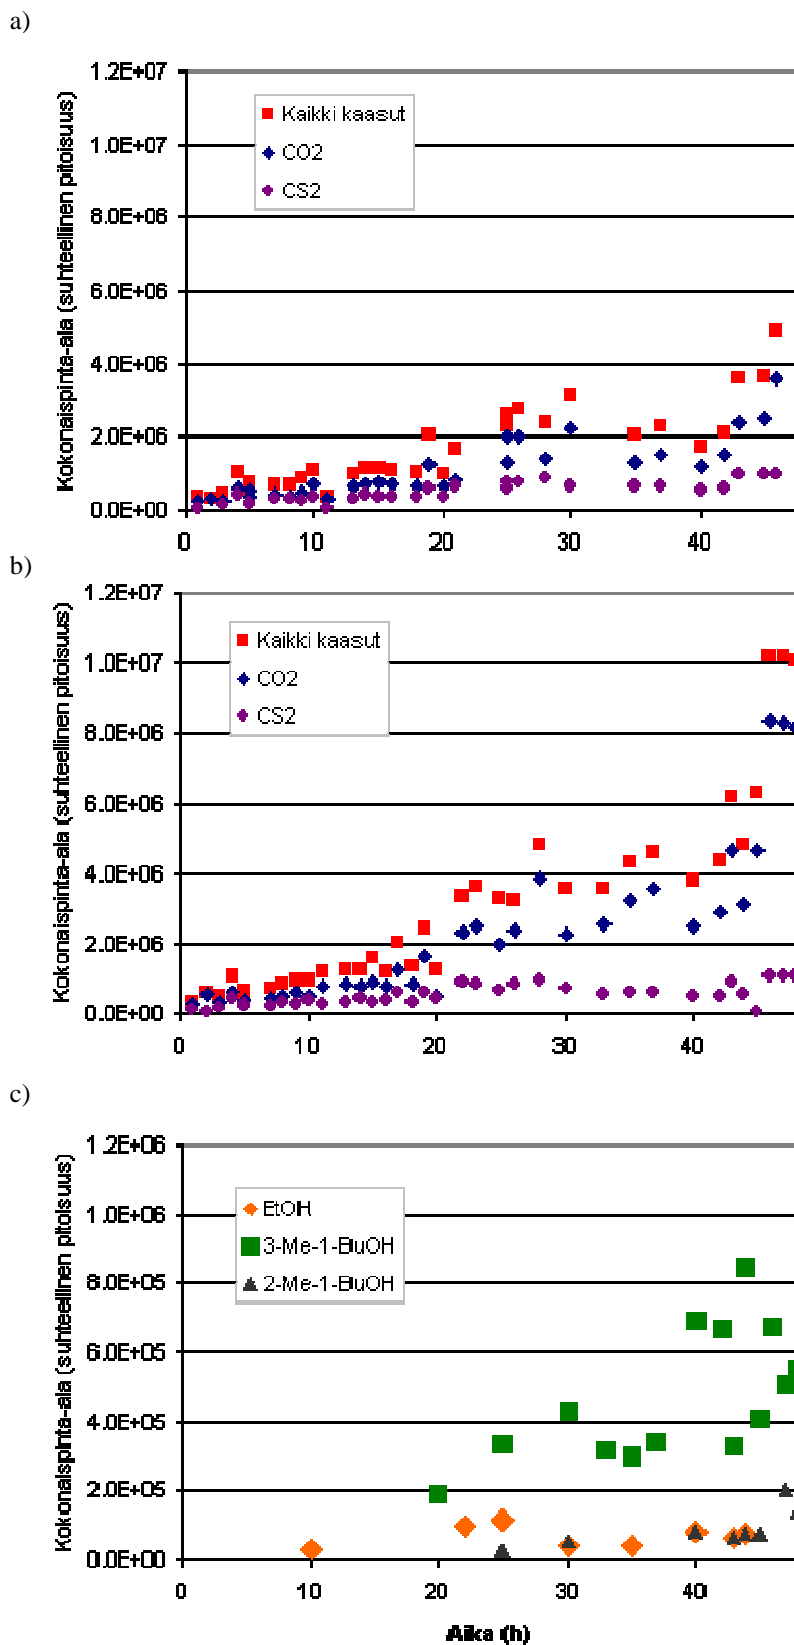 a)
Kokonaispinta-ala (suhteellinen pitoisuus)
1.2E+07
1.0E+07
8.0E+06
6.0E+06
4.0E+06
2.0E+06
0.0E+00
Kaikki kaasut
CO2
CS2
0 10 20 30 40
b)
Kokonaispinta-ala (suhteellinen pitoisuus)
1.2E+07
1.0E+07
8.0E+06
6.0E+06
4.0E+06
2.0E+06
0.0E+00
Kaikki kaasut
CO2
CS2
0 10 20 30 40
c)
Kokonaispinta-ala (suhteellinen pitoisuus)
1.2E+06
1.0E+06
8.0E+05
6.0E+05
4.0E+05
2.0E+05
0.0E+00
EtOH
3-Me-1-BuOH
2-Me-1-BuOH
0 10 20 30 40
Aika (h)